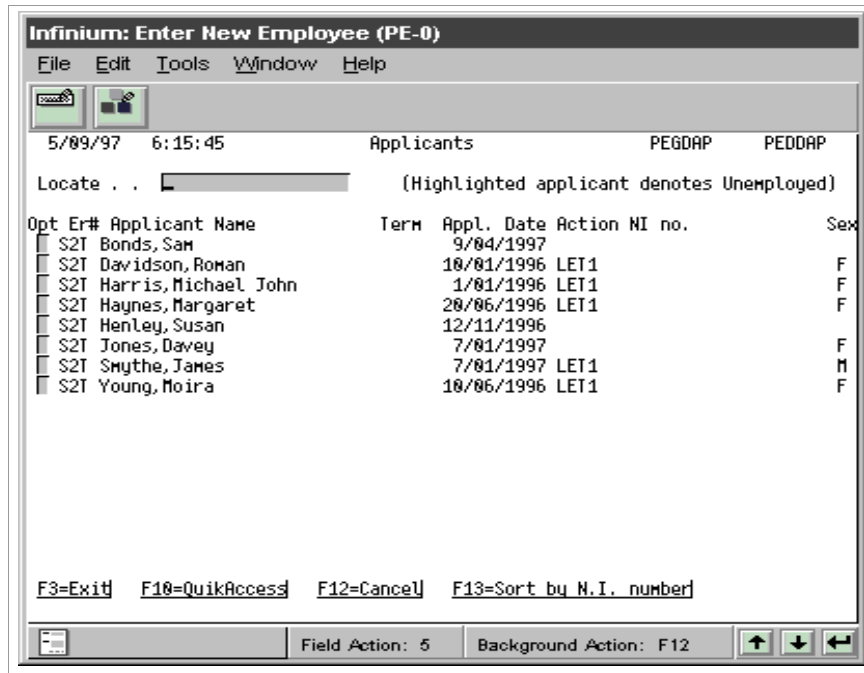 Infinium: Enter New Employee (PE-0)
File Edit Tools Window Help
5/09/97 6:15:45 Applicants PEGDAP PEDDAP
Locate . . (Highlighted applicant denotes Unemployed)
Opt Er# Applicant Name Term Appl. Date Action NI no. Sex
S2T Bonds, Sam 9/04/1997
S2T Davidson, Roman 10/01/1996 LET1 F
S2T Harris, Michael John 1/01/1996 LET1 F
S2T Haynes, Margaret 20/06/1996 LET1 F
S2T Henley, Susan 12/11/1996
S2T Jones, Davey 7/01/1997 F
S2T Smythe, James 7/01/1997 LET1 M
S2T Young, Moira 10/06/1996 LET1 F
F3=Exit F10=QuikAccess F12=Cancel F13=Sort by N.I. number
Field Action: 5 Background Action: F12